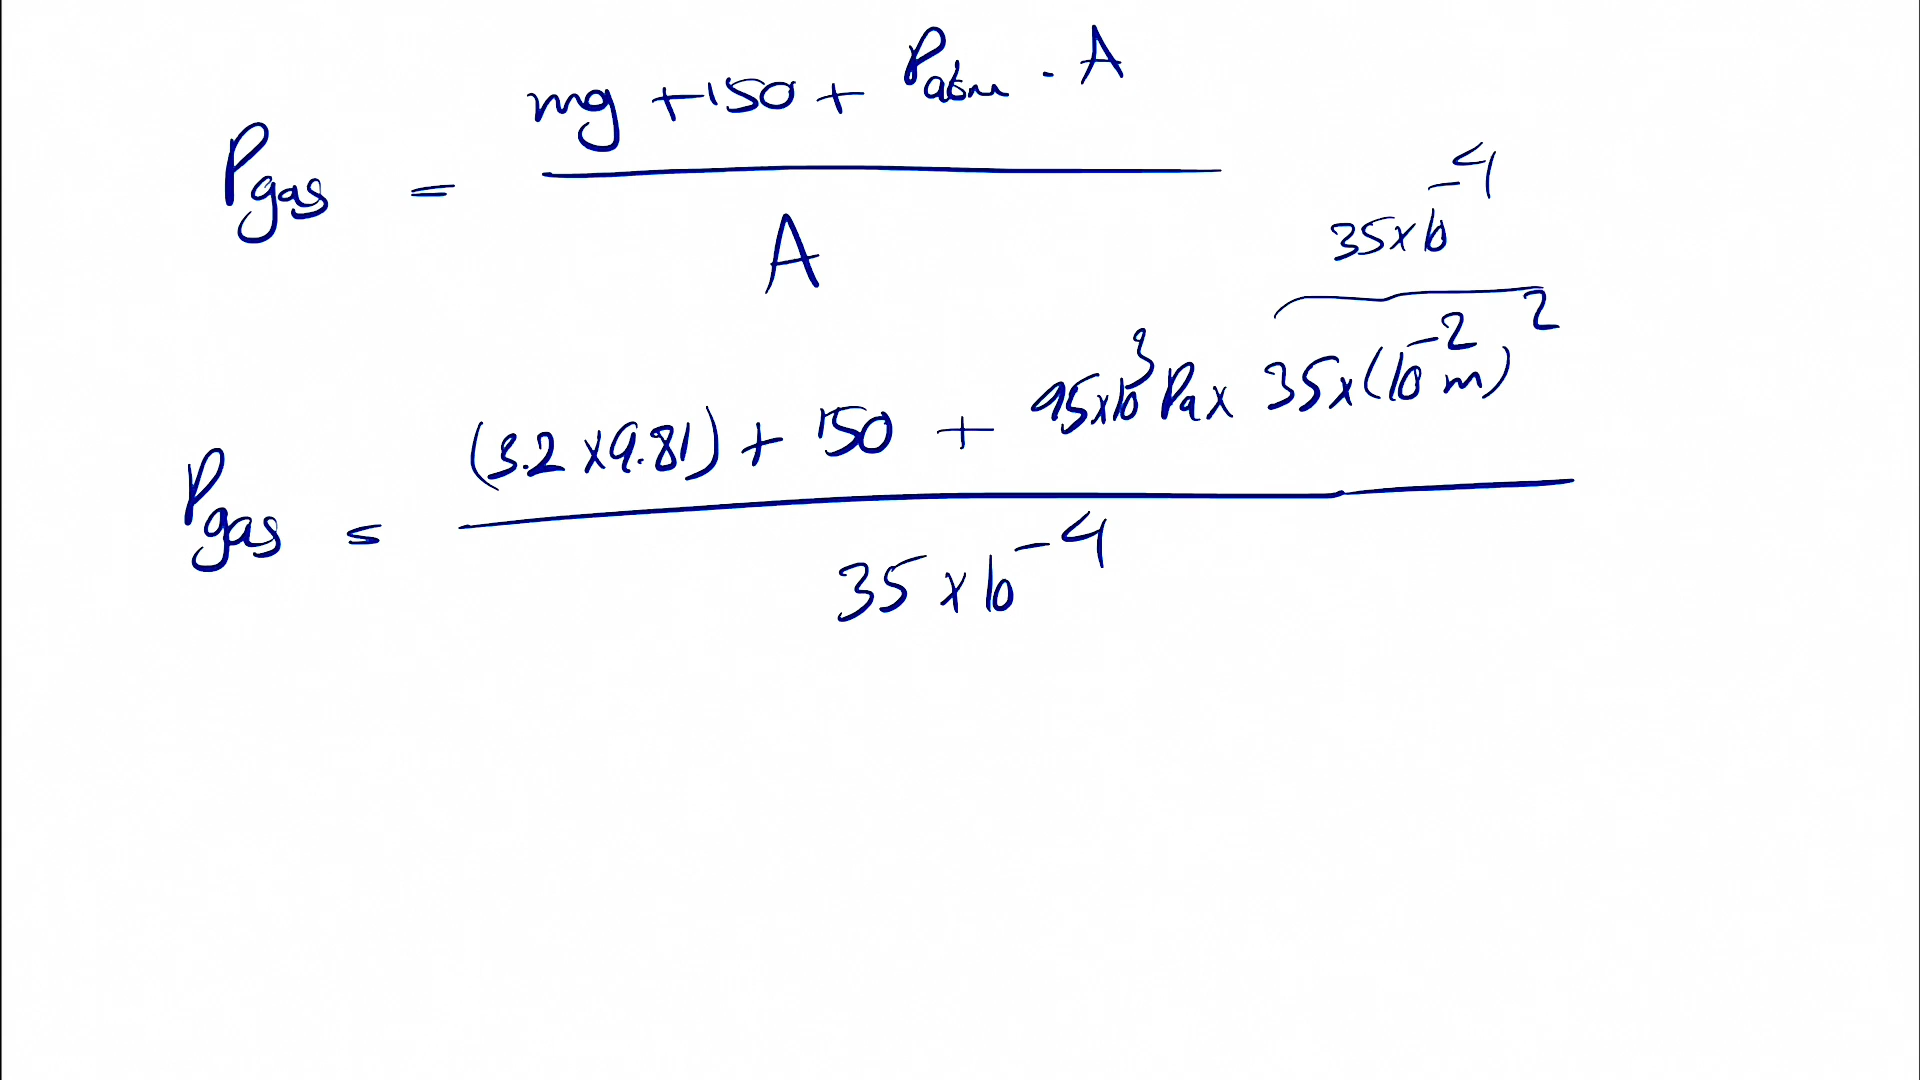 mg + 150 + Patm . A
Pgas =
A
35 x 10^-4
Pgas = (3.2 x 9.81) + 150 + 95 x 10^3 Pa x 35 x (10^-2 m)^2
35 x 10^-4